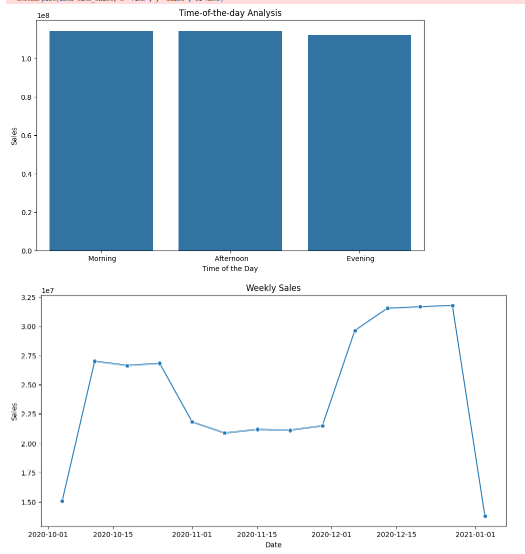 Time-of-the-day Analysis
1e8
1.0
0.8
0.6
0.4
0.2
0.0
Sales
Morning Afternoon Evening
Time of the Day
Weekly Sales
1e7
3.25
3.00
2.75
2.50
2.25
2.00
1.75
1.50
Sales
2020-10-01 2020-10-15 2020-11-01 2020-11-15 2020-12-01 2020-12-15 2021-01-01
Date